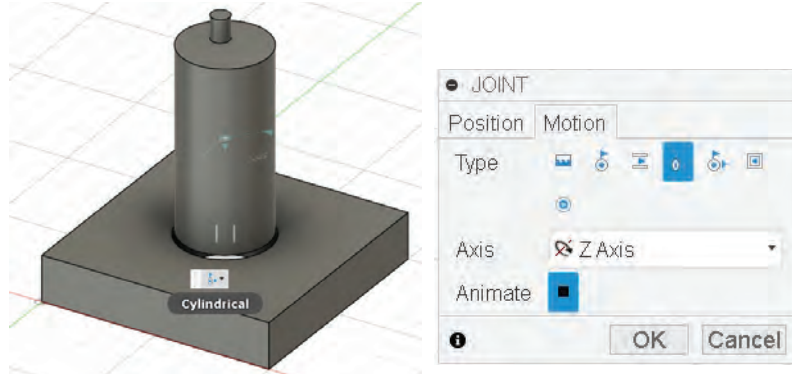 Cylindrical
JOINT
Position Motion
Type
Axis Z Axis
Animate
OK Cancel